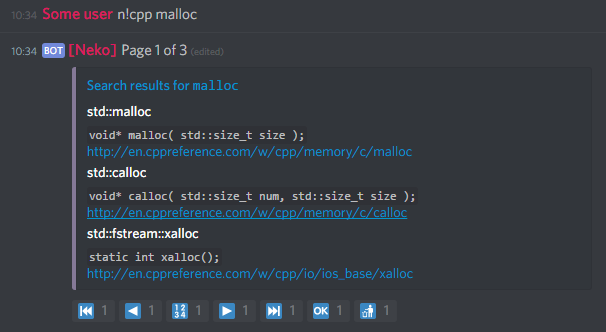 10:34 Some user n!cpp malloc
10:34 BOT [Neko] Page 1 of 3 (edited)
Search results for malloc
std::malloc
void* malloc( std::size_t size );
http://en.cppreference.com/w/cpp/memory/c/malloc
std::calloc
void* calloc( std::size_t num, std::size_t size );
http://en.cppreference.com/w/cpp/memory/c/calloc
std::fstream::xalloc
static int xalloc();
http://en.cppreference.com/w/cpp/io/ios_base/xalloc
1 1 1234 1 1 1 OK 1 1